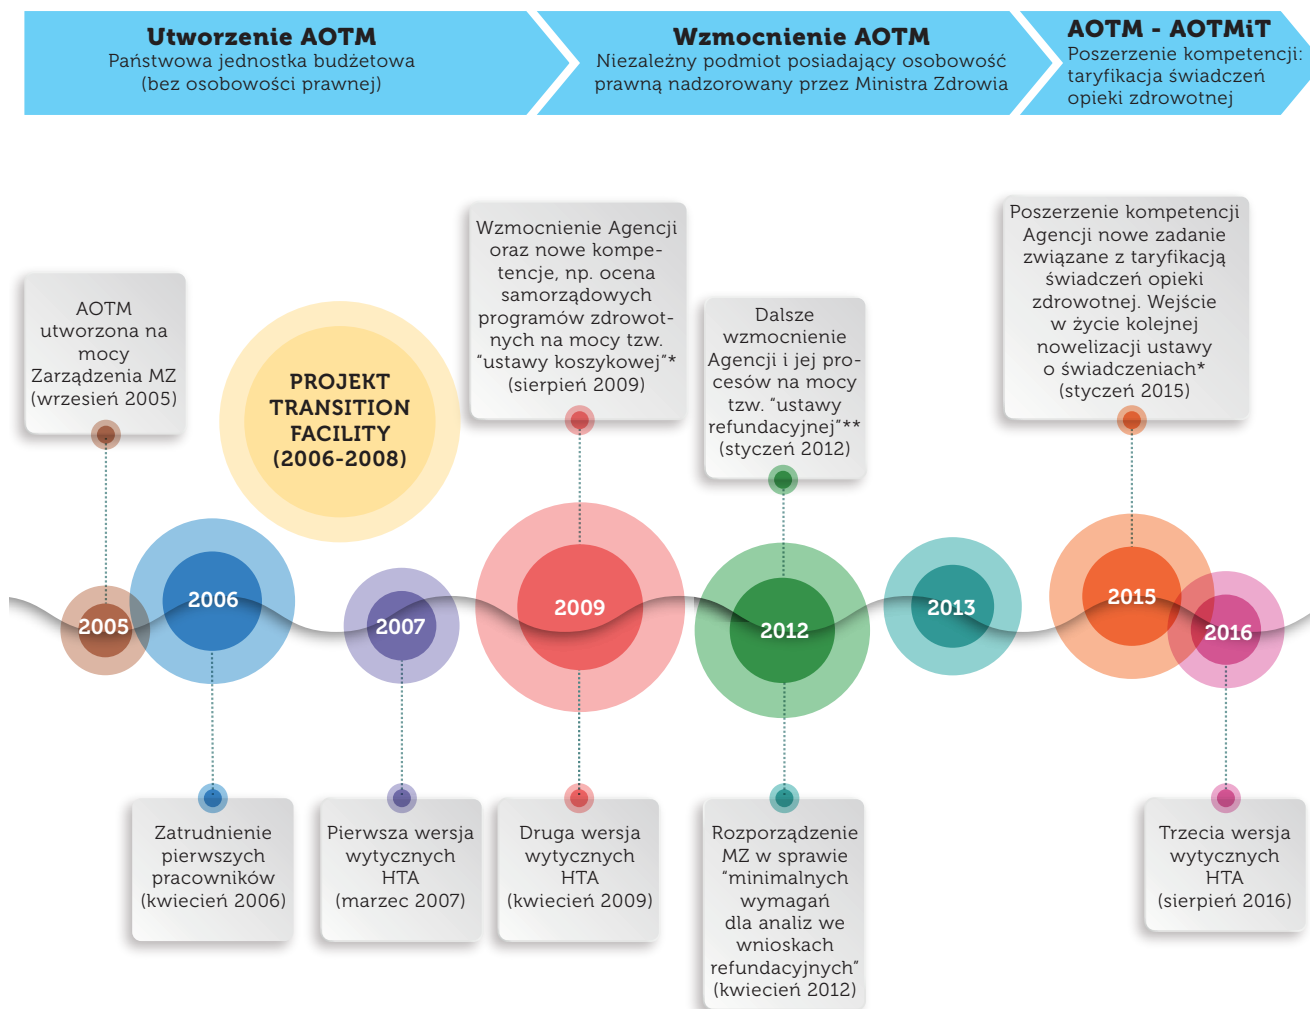 Utworzenie AOTM
Państwowa jednostka budżetowa
(bez osobowości prawnej)
Wzmocnienie AOTM
Niezależny podmiot posiadający osobowość
prawną nadzorowany przez Ministra Zdrowia
AOTM - AOTMiT
Poszerzenie kompetencji:
taryfikacja świadczeń
opieki zdrowotnej
AOTM
utworzona na
mocy
Zarządzenia MZ
(wrzesień 2005)
PROJEKT
TRANSITION
FACILITY
(2006-2008)
Wzmocnienie Agencji
oraz nowe kompe-
tencje, np. ocena
samorządowych
programów zdrowot-
nych na mocy tzw.
"ustawy koszykowej"*
(sierpień 2009)
Dalsze
wzmocnienie
Agencji i jej pro-
cesów na mocy
tzw. "ustawy
refundacyjnej"**
(styczeń 2012)
Poszerzenie kompetencji
Agencji nowe zadanie
związane z taryfikacją
świadczeń opieki
zdrowotnej. Wejście
w życie kolejnej
nowelizacji ustawy
o świadczeniach*
(styczeń 2015)
2005
2006
2007
2009
2012
2013
2015
2016
Zatrudnienie
pierwszych
pracowników
(kwiecień 2006)
Pierwsza wersja
wytycznych
HTA
(marzec 2007)
Druga wersja
wytycznych
HTA
(kwiecień 2009)
Rozporządzenie
MZ w sprawie
"minimalnych
wymagań
dla analiz we
wnioskach
refundacyjnych"
(kwiecień 2012)
Trzecia wersja
wytycznych
HTA
(sierpień 2016)